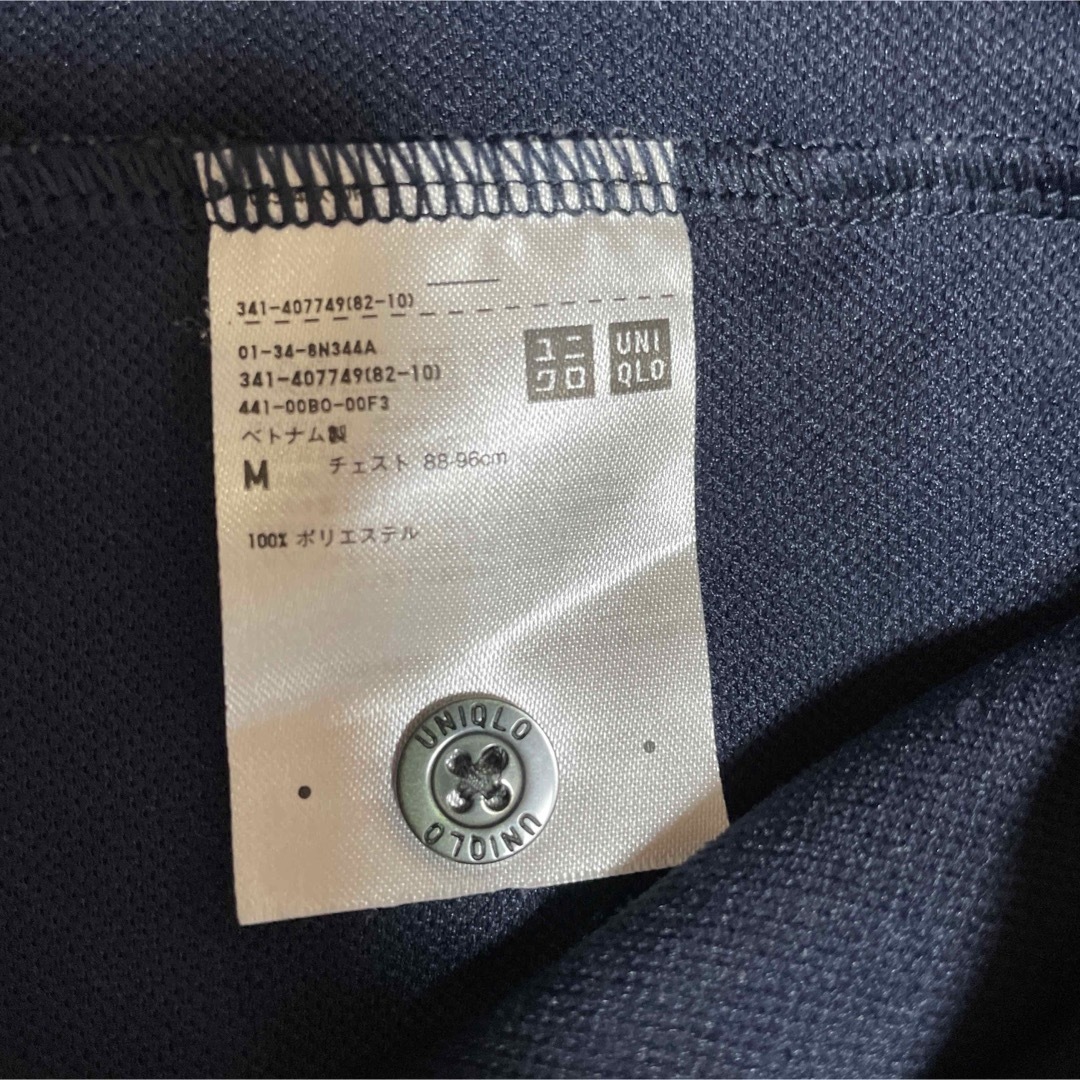 341-407749(82-10)
01-34-8N344A
341-407749(82-10)
441-00B0-00F3
ベトナム製
M チェスト 88-96cm
100% ポリエステル
ユニ
クロ
UNI
QLO
UNIQLO
UNIQLO